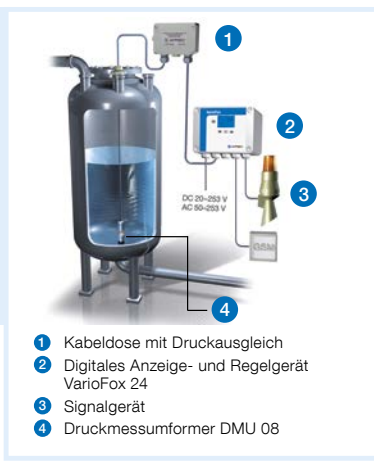 1
VarioFox
2
DC 20–253 V
AC 50–253 V
3
GSM
4
1 Kabeldose mit Druckausgleich
2 Digitales Anzeige- und Regelgerät
VarioFox 24
3 Signalgerät
4 Druckmessumformer DMU 08